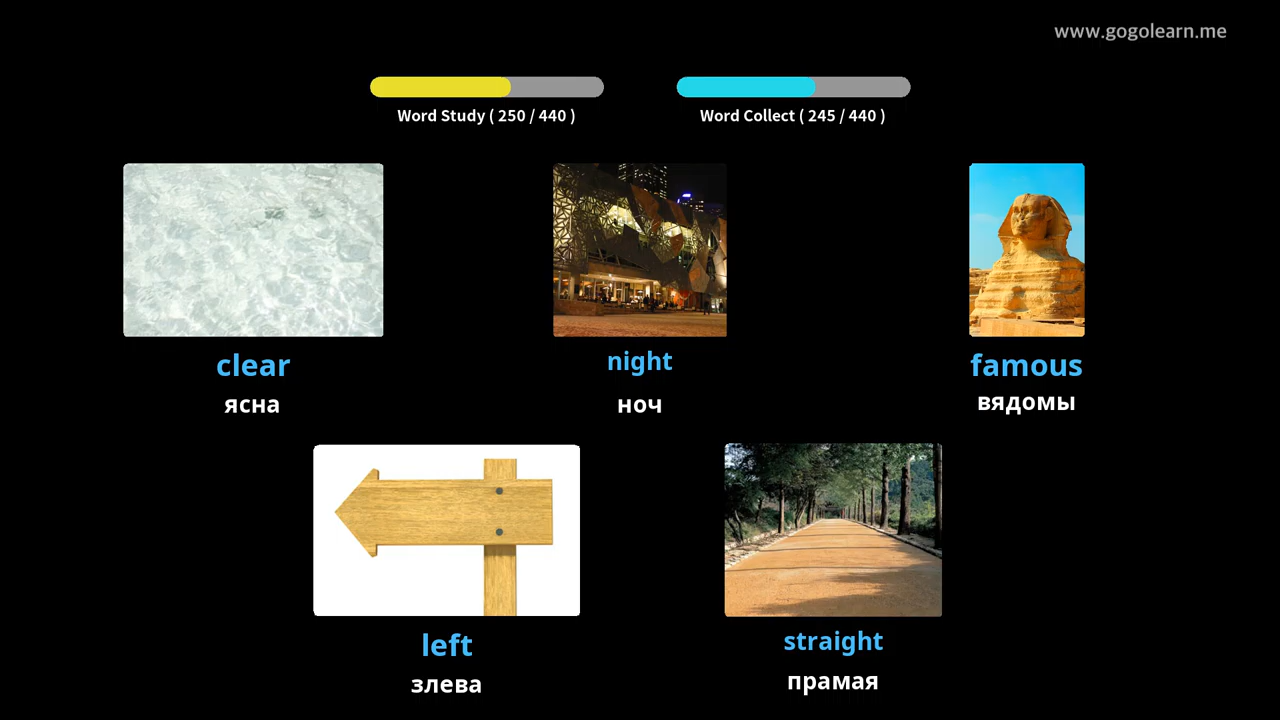 www.gogolearn.me
Word Study ( 250 / 440 )
Word Collect ( 245 / 440 )
clear
ясна
night
ноч
famous
вядомы
left
злева
straight
прамая